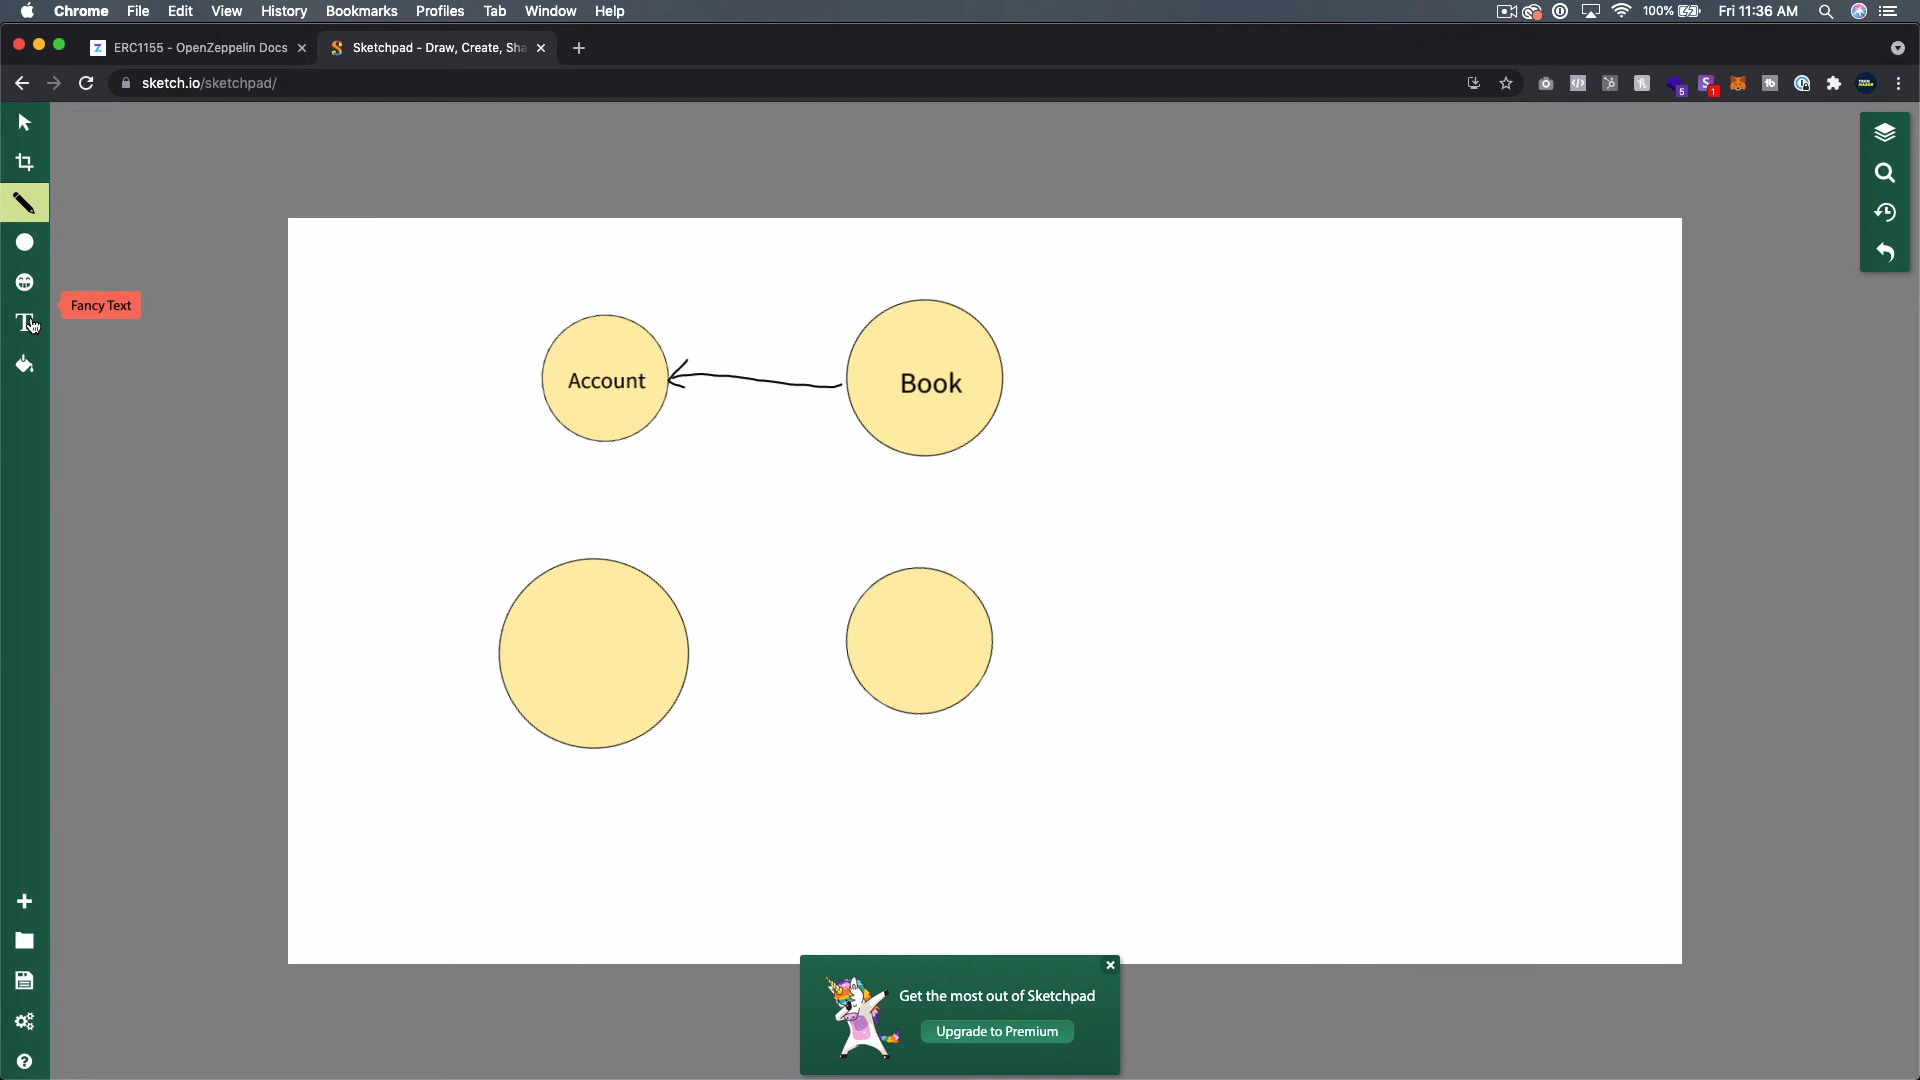 Chrome File Edit View History Bookmarks Profiles Tab Window Help 100% Fri 11:36 AM
ERC1155 - OpenZeppelin Docs Sketchpad - Draw, Create, Sha
sketch.io/sketchpad/
5 1
Fancy Text
Account
Book
Get the most out of Sketchpad
Upgrade to Premium